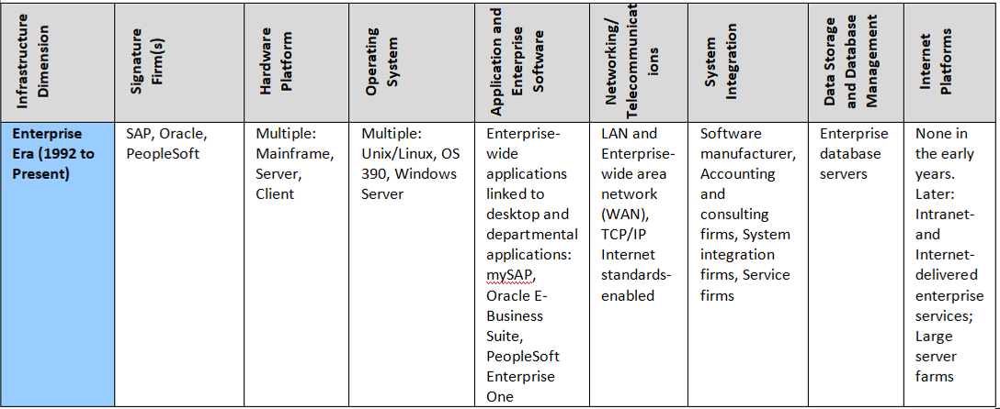 Infrastructure
Dimension
Signature
Firm(s)
Hardware
Platform
Operating
System
Application and
Enterprise
Software
Networking/
Telecommunicat
ions
System
Integration
Data Storage
and Database
Management
Internet
Platforms
Enterprise
Era (1992 to
Present)
SAP, Oracle,
PeopleSoft
Multiple:
Mainframe,
Server,
Client
Multiple:
Unix/Linux, OS
390, Windows
Server
Enterprise-
wide
applications
linked to
desktop and
departmental
applications:
mySAP,
Oracle E-
Business
Suite,
PeopleSoft
Enterprise
One
LAN and
Enterprise-
wide area
network
(WAN),
TCP/IP
Internet
standards-
enabled
Software
manufacturer,
Accounting
and
consulting
firms, System
integration
firms, Service
firms
Enterprise
database
servers
None in
the early
years.
Later:
Intranet-
and
Internet-
delivered
enterprise
services;
Large
server
farms